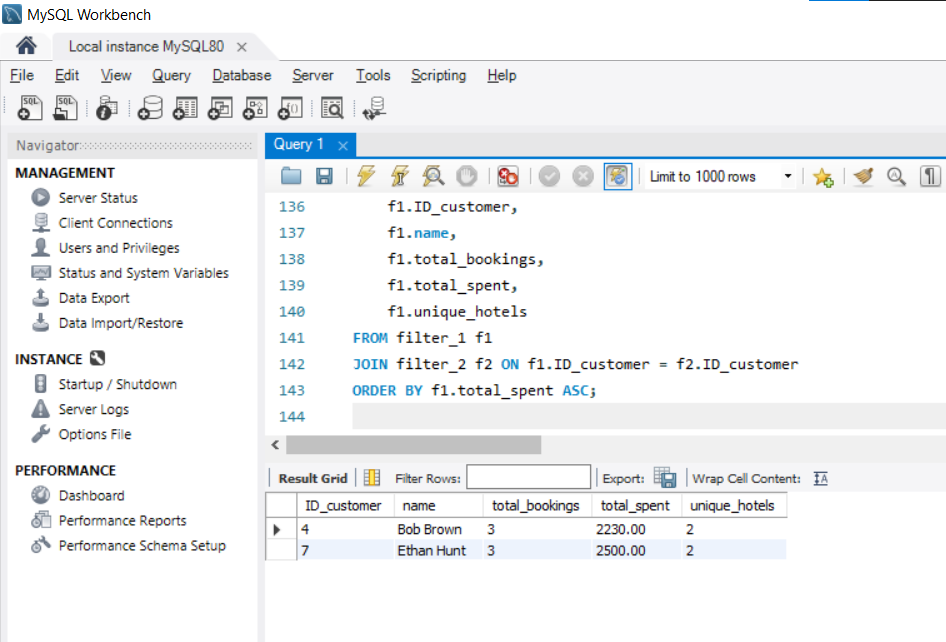 MySQL Workbench
Local instance MySQL80
File Edit View Query Database Server Tools Scripting Help
Navigator
MANAGEMENT
Server Status
Client Connections
Users and Privileges
Status and System Variables
Data Export
Data Import/Restore
INSTANCE
Startup / Shutdown
Server Logs
Options File
PERFORMANCE
Dashboard
Performance Reports
Performance Schema Setup
Query 1
Limit to 1000 rows
136 f1.ID_customer,
137 f1.name,
138 f1.total_bookings,
139 f1.total_spent,
140 f1.unique_hotels
141 FROM filter_1 f1
142 JOIN filter_2 f2 ON f1.ID_customer = f2.ID_customer
143 ORDER BY f1.total_spent ASC;
144
Result Grid Filter Rows: Export: Wrap Cell Content:
ID_customer name total_bookings total_spent unique_hotels
4 Bob Brown 3 2230.00 2
7 Ethan Hunt 3 2500.00 2